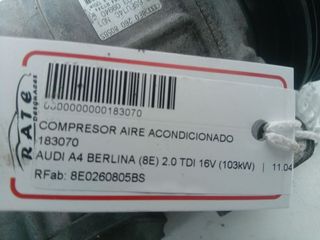 0000000000183070
COMPRESOR AIRE ACONDICIONADO
183070
AUDI A4 BERLINA (8E) 2.0 TDI 16V (103kW) | 11.04
RFab: 8E0260805BS
RATE
DESGUACES